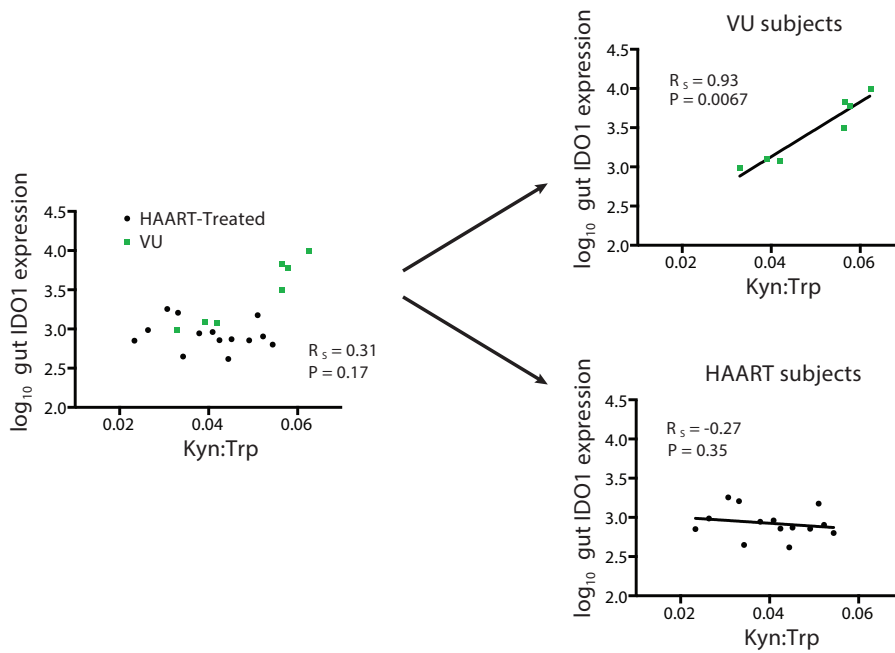 log₁₀ gut IDO1 expression
4.5
4.0
3.5
3.0
2.5
2.0
HAART-Treated
VU
R s = 0.31
P = 0.17
0.02 0.04 0.06
Kyn:Trp
VU subjects
log₁₀ gut IDO1 expression
4.5
4.0
3.5
3.0
2.5
2.0
R s = 0.93
P = 0.0067
0.02 0.04 0.06
Kyn:Trp
HAART subjects
log₁₀ gut IDO1 expression
4.5
4.0
3.5
3.0
2.5
2.0
R s = -0.27
P = 0.35
0.02 0.04 0.06
Kyn:Trp